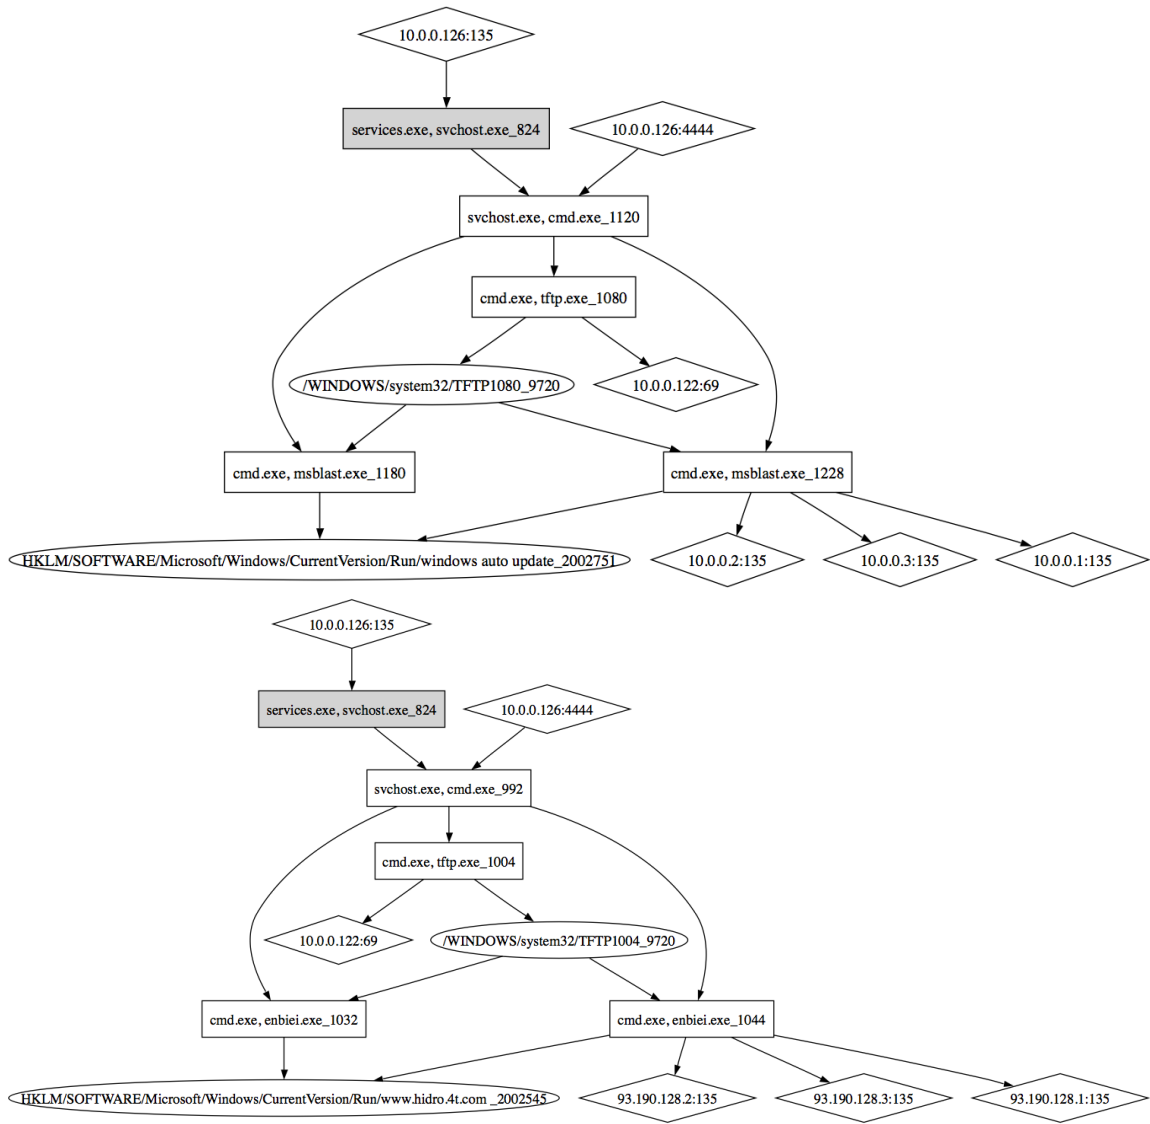 10.0.0.126:135
services.exe, svchost.exe_824
10.0.0.126:4444
svchost.exe, cmd.exe_1120
cmd.exe, tftp.exe_1080
/WINDOWS/system32/TFTP1080_9720
10.0.0.122:69
cmd.exe, msblast.exe_1180
cmd.exe, msblast.exe_1228
HKLM/SOFTWARE/Microsoft/Windows/CurrentVersion/Run/windows auto update_2002751
10.0.0.2:135
10.0.0.3:135
10.0.0.1:135
10.0.0.126:135
services.exe, svchost.exe_824
10.0.0.126:4444
svchost.exe, cmd.exe_992
cmd.exe, tftp.exe_1004
10.0.0.122:69
/WINDOWS/system32/TFTP1004_9720
cmd.exe, enbiei.exe_1032
cmd.exe, enbiei.exe_1044
HKLM/SOFTWARE/Microsoft/Windows/CurrentVersion/Run/www.hidro.4t.com _2002545
93.190.128.2:135
93.190.128.3:135
93.190.128.1:135